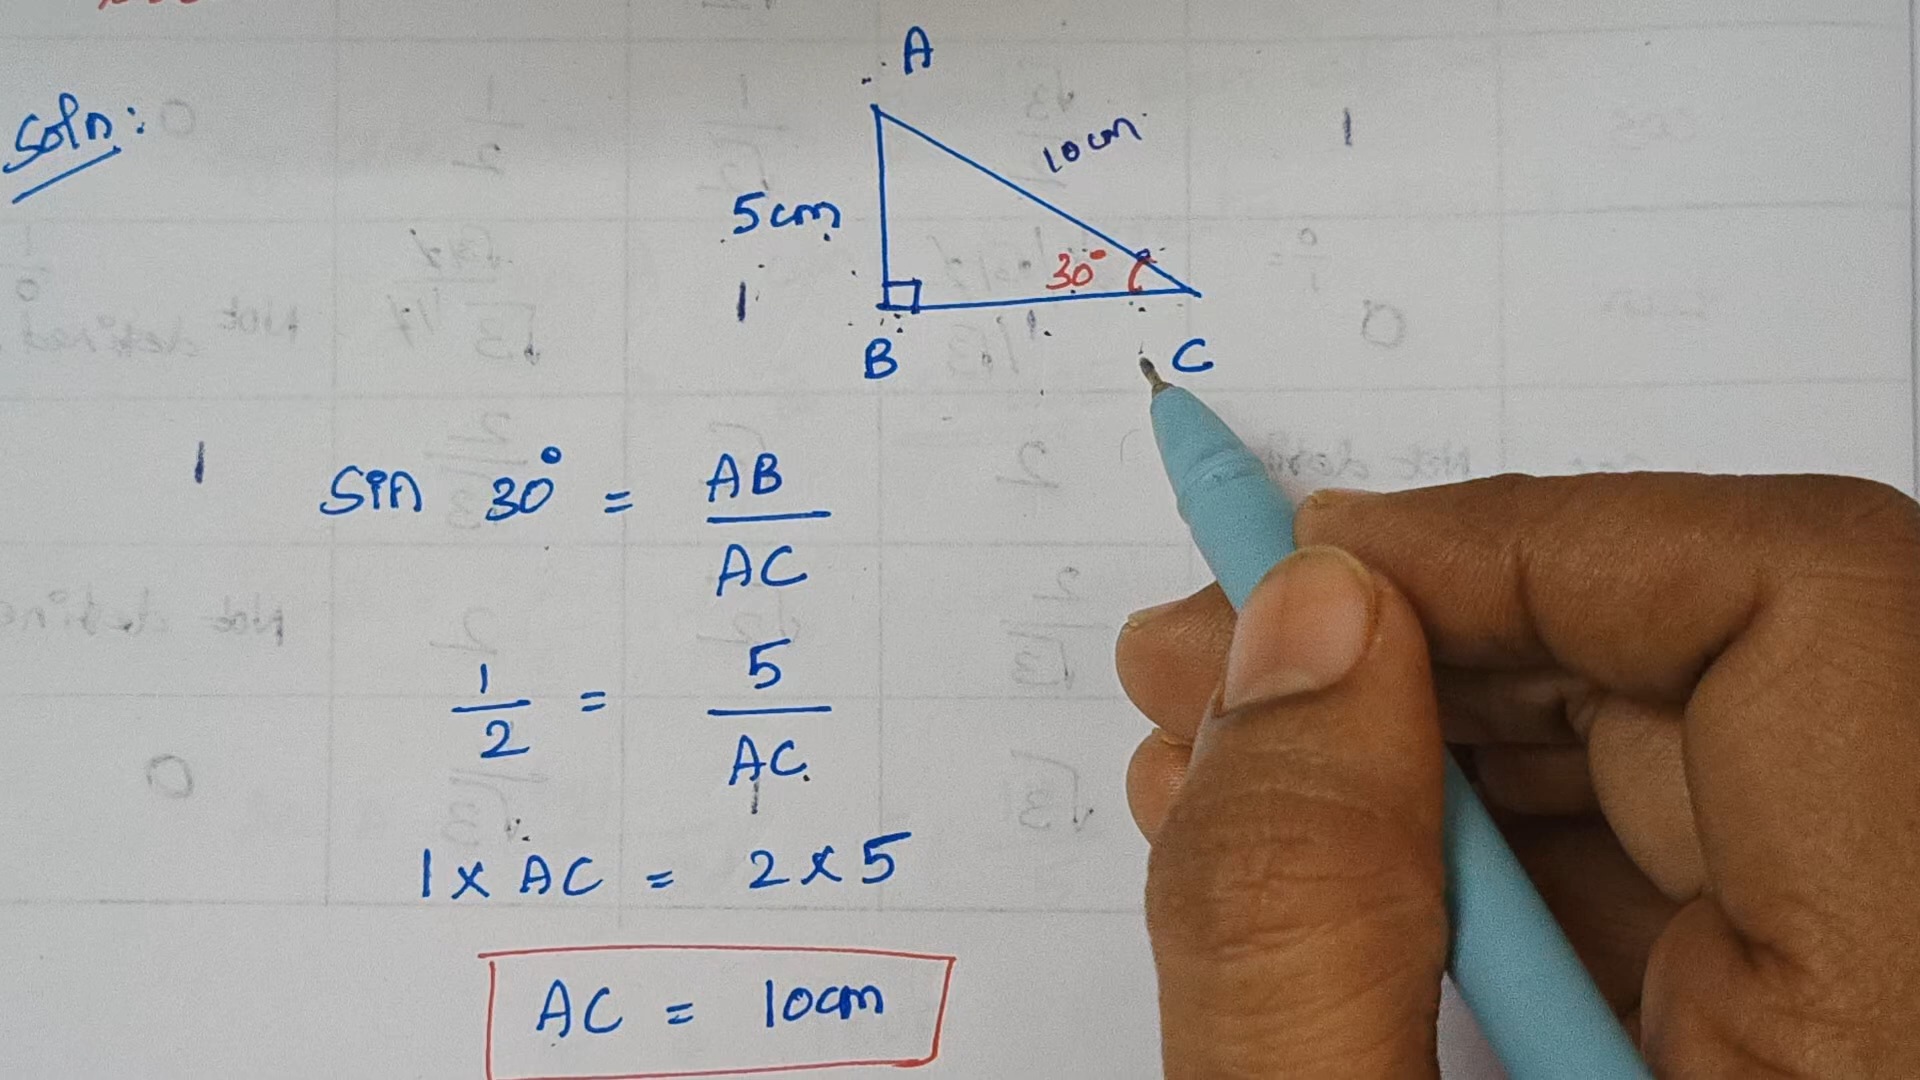 Soln:
A
10cm
5cm
30°
B
C
Sin 30° = AB
AC
1 = 5
2 AC
1 x AC = 2 x 5
AC = 10cm